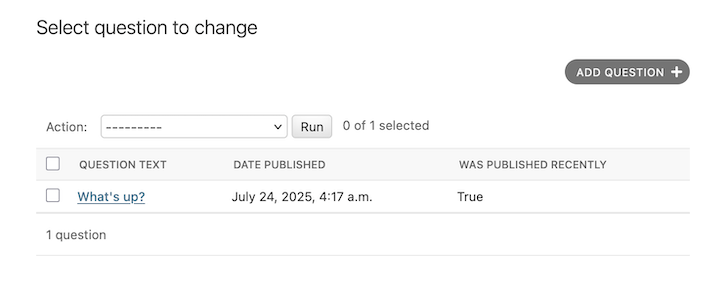 Select question to change
ADD QUESTION +
Action: --------- Run 0 of 1 selected
QUESTION TEXT DATE PUBLISHED WAS PUBLISHED RECENTLY
What's up? July 24, 2025, 4:17 a.m. True
1 question